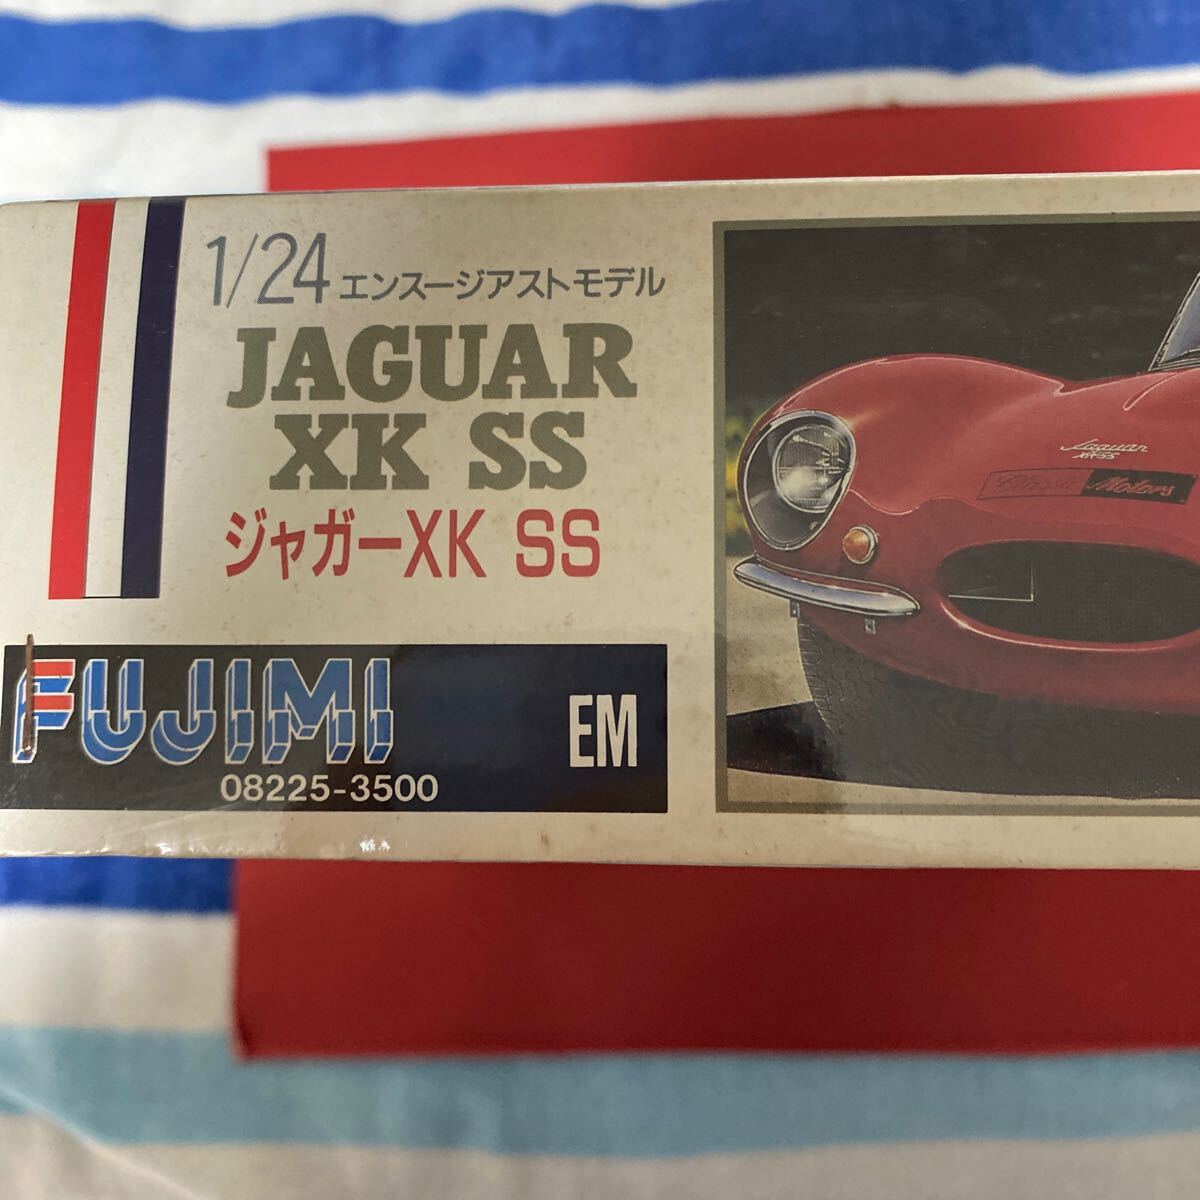 1/24 エンスージアストモデル
JAGUAR
XK SS
ジャガーXK SS
FUJIMI
EM
08225-3500
Jaguar
XKSS
Motors